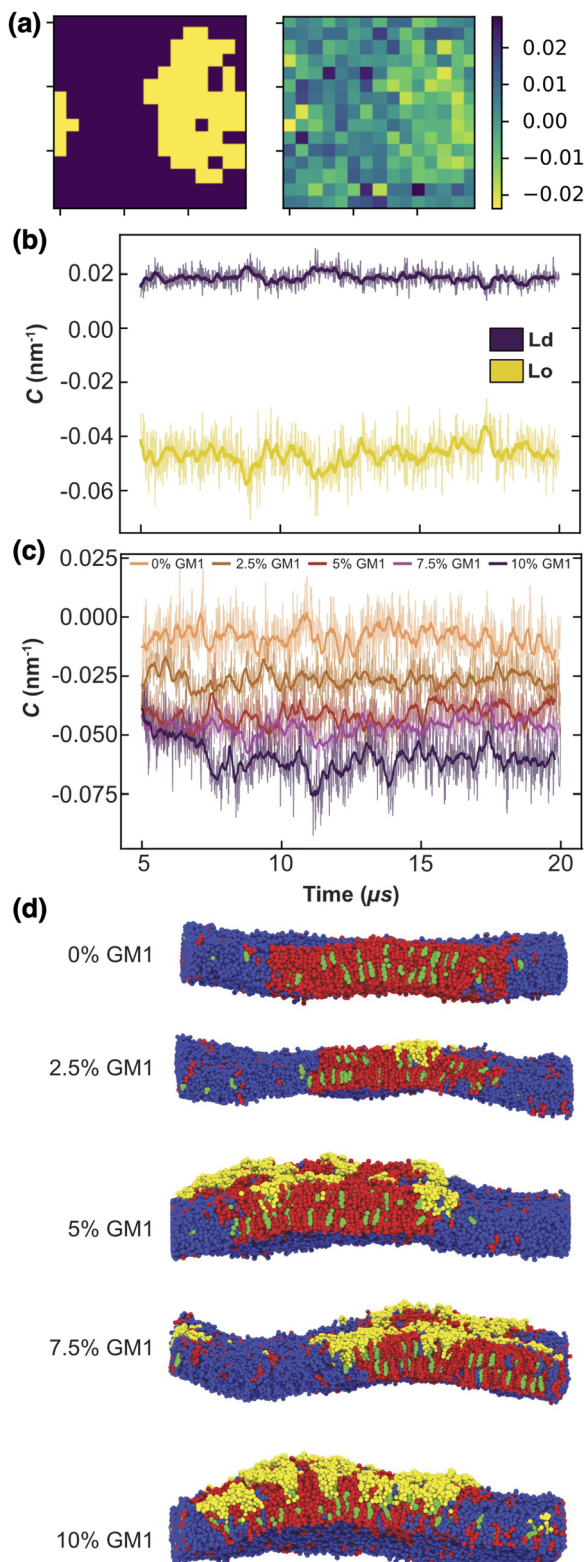 (a)
0.02
0.01
0.00
−0.01
−0.02
(b)
0.02
0.00
-0.02
-0.04
-0.06
C (nm⁻¹)
Ld
Lo
(c)
0.025
0.000
-0.025
-0.050
-0.075
C (nm⁻¹)
0% GM1 2.5% GM1 5% GM1 7.5% GM1 10% GM1
5 10 15 20
Time (μs)
(d)
0% GM1
2.5% GM1
5% GM1
7.5% GM1
10% GM1